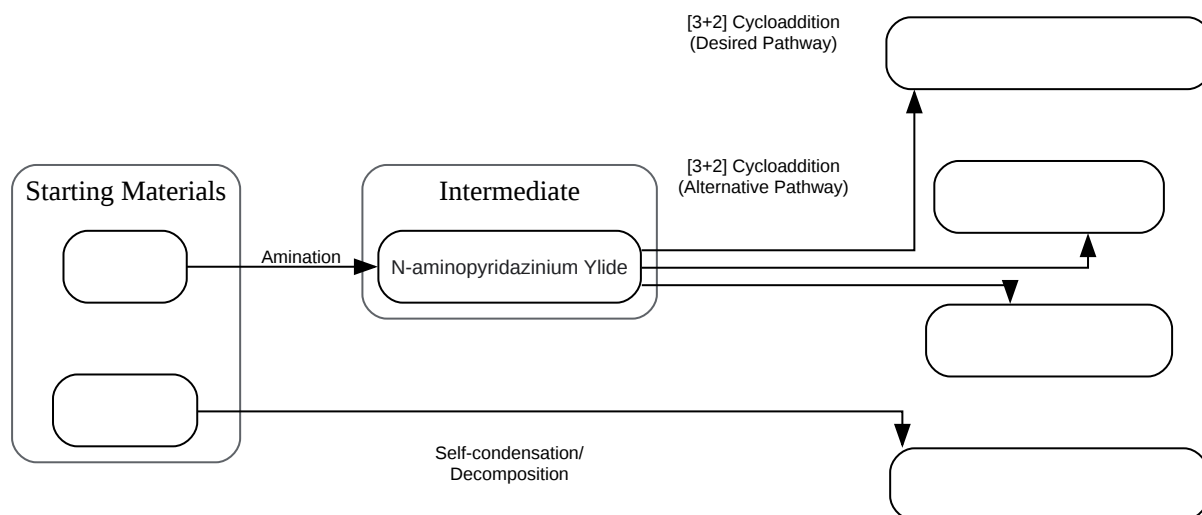 [3+2] Cycloaddition
(Desired Pathway)
[3+2] Cycloaddition
(Alternative Pathway)
Starting Materials
Intermediate
Amination
N-aminopyridazinium Ylide
Self-condensation/
Decomposition